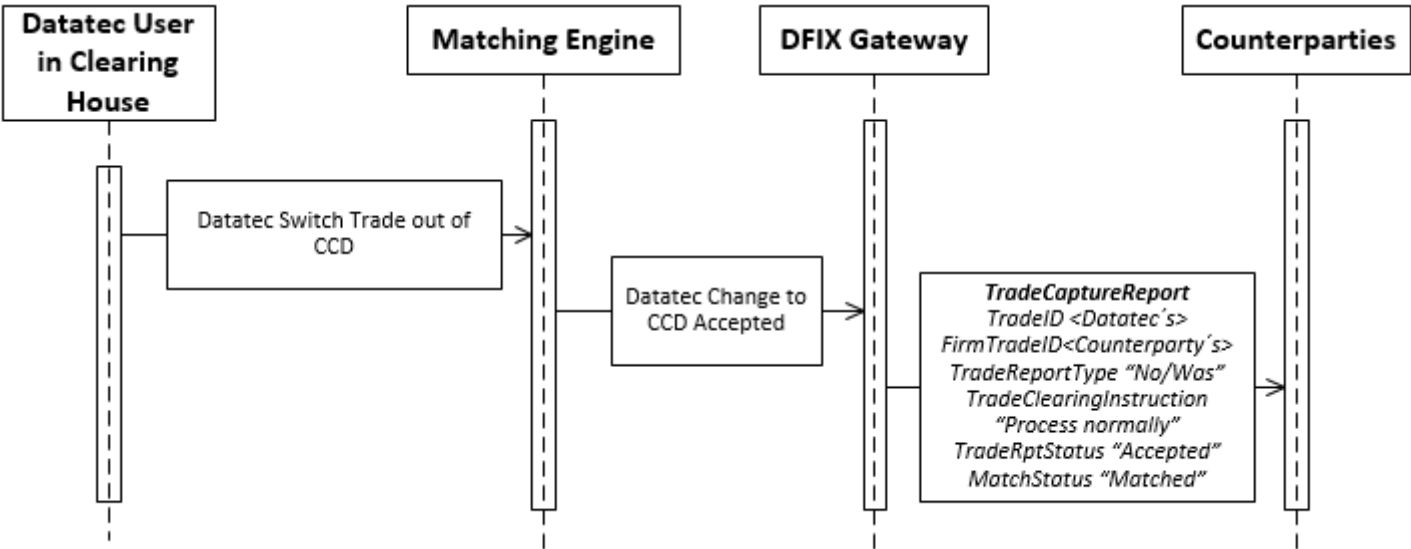 Datatec User
in Clearing
House
Matching Engine
DFIX Gateway
Counterparties
Datatec Switch Trade out of
CCD
Datatec Change to
CCD Accepted
TradeCaptureReport
TradeID <Datatec´s>
FirmTradeID<Counterparty´s>
TradeReportType “No/Was”
TradeClearingInstruction
“Process normally”
TradeRptStatus “Accepted”
MatchStatus “Matched”